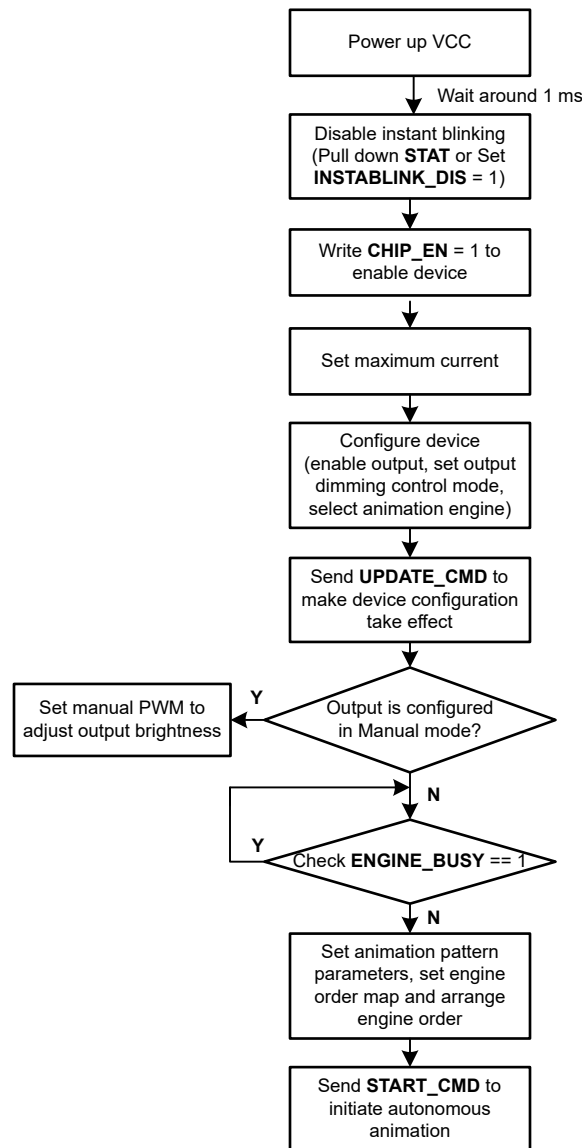 Power up VCC
Wait around 1 ms
Disable instant blinking
(Pull down STAT or Set
INSTABLINK_DIS = 1)
Write CHIP_EN = 1 to
enable device
Set maximum current
Configure device
(enable output, set output
dimming control mode,
select animation engine)
Send UPDATE_CMD to
make device configuration
take effect
Output is configured
in Manual mode?
Y
Set manual PWM to
adjust output brightness
N
Check ENGINE_BUSY == 1
Y
N
Set animation pattern
parameters, set engine
order map and arrange
engine order
Send START_CMD to
initiate autonomous
animation